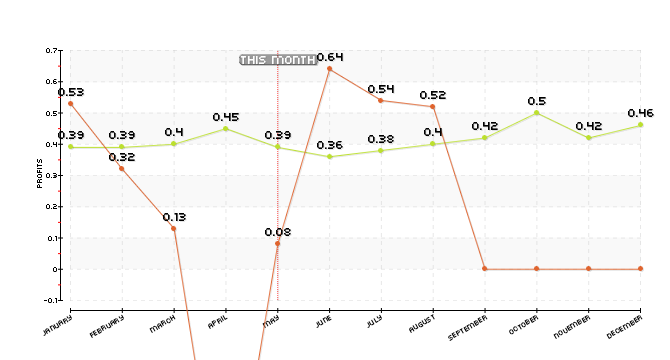 THIS MONTH
0.64
0.7
0.6
0.5
0.4
0.3
0.2
0.1
0
-0.1
PROFITS
0.53
0.54
0.52
0.39
0.39
0.4
0.45
0.39
0.36
0.38
0.4
0.42
0.5
0.42
0.46
0.32
0.13
0.08
JANUARY
FEBRUARY
MARCH
APRIL
MAY
JUNE
JULY
AUGUST
SEPTEMBER
OCTOBER
NOVEMBER
DECEMBER